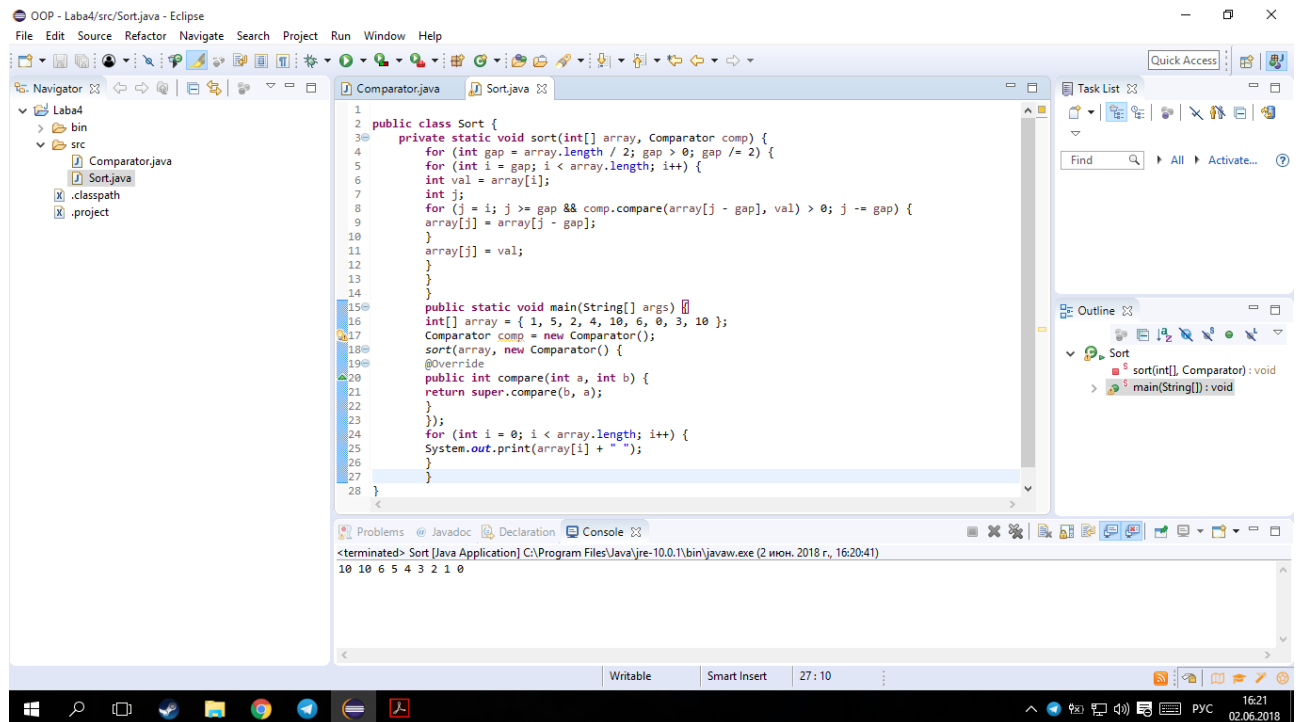 OOP - Laba4/src/Sort.java - Eclipse
File Edit Source Refactor Navigate Search Project Run Window Help
Quick Access
Navigator
Laba4
bin
src
Comparator.java
Sort.java
.classpath
.project
Comparator.java Sort.java
1
2 public class Sort {
3 private static void sort(int[] array, Comparator comp) {
4 for (int gap = array.length / 2; gap > 0; gap /= 2) {
5 for (int i = gap; i < array.length; i++) {
6 int val = array[i];
7 int j;
8 for (j = i; j >= gap && comp.compare(array[j - gap], val) > 0; j -= gap) {
9 array[j] = array[j - gap];
10 }
11 array[j] = val;
12 }
13 }
14 }
15 public static void main(String[] args) {
16 int[] array = { 1, 5, 2, 4, 10, 6, 0, 3, 10 };
17 Comparator comp = new Comparator();
18 sort(array, new Comparator() {
19 @Override
20 public int compare(int a, int b) {
21 return super.compare(b, a);
22 }
23 });
24 for (int i = 0; i < array.length; i++) {
25 System.out.print(array[i] + " ");
26 }
27 }
28 }
Task List
Find All Activate...
Outline
Sort
sort(int[], Comparator) : void
main(String[]) : void
Problems @ Javadoc Declaration Console
<terminated> Sort [Java Application] C:\Program Files\Java\jre-10.0.1\bin\javaw.exe (2 июн. 2018 г., 16:20:41)
10 10 6 5 4 3 2 1 0
Writable Smart Insert 27 : 10
РУС
16:21
02.06.2018